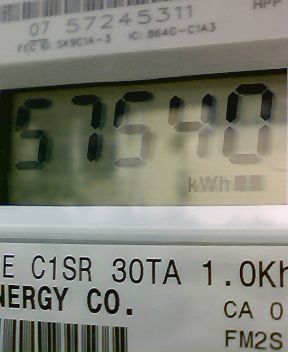 HPP
07 57245311
FCC ID: SK9C1A-3 IC: 864G-C1A3
57540
kWh
E C1SR 30TA 1.0Kh
NERGY CO.
CA 0
FM2S